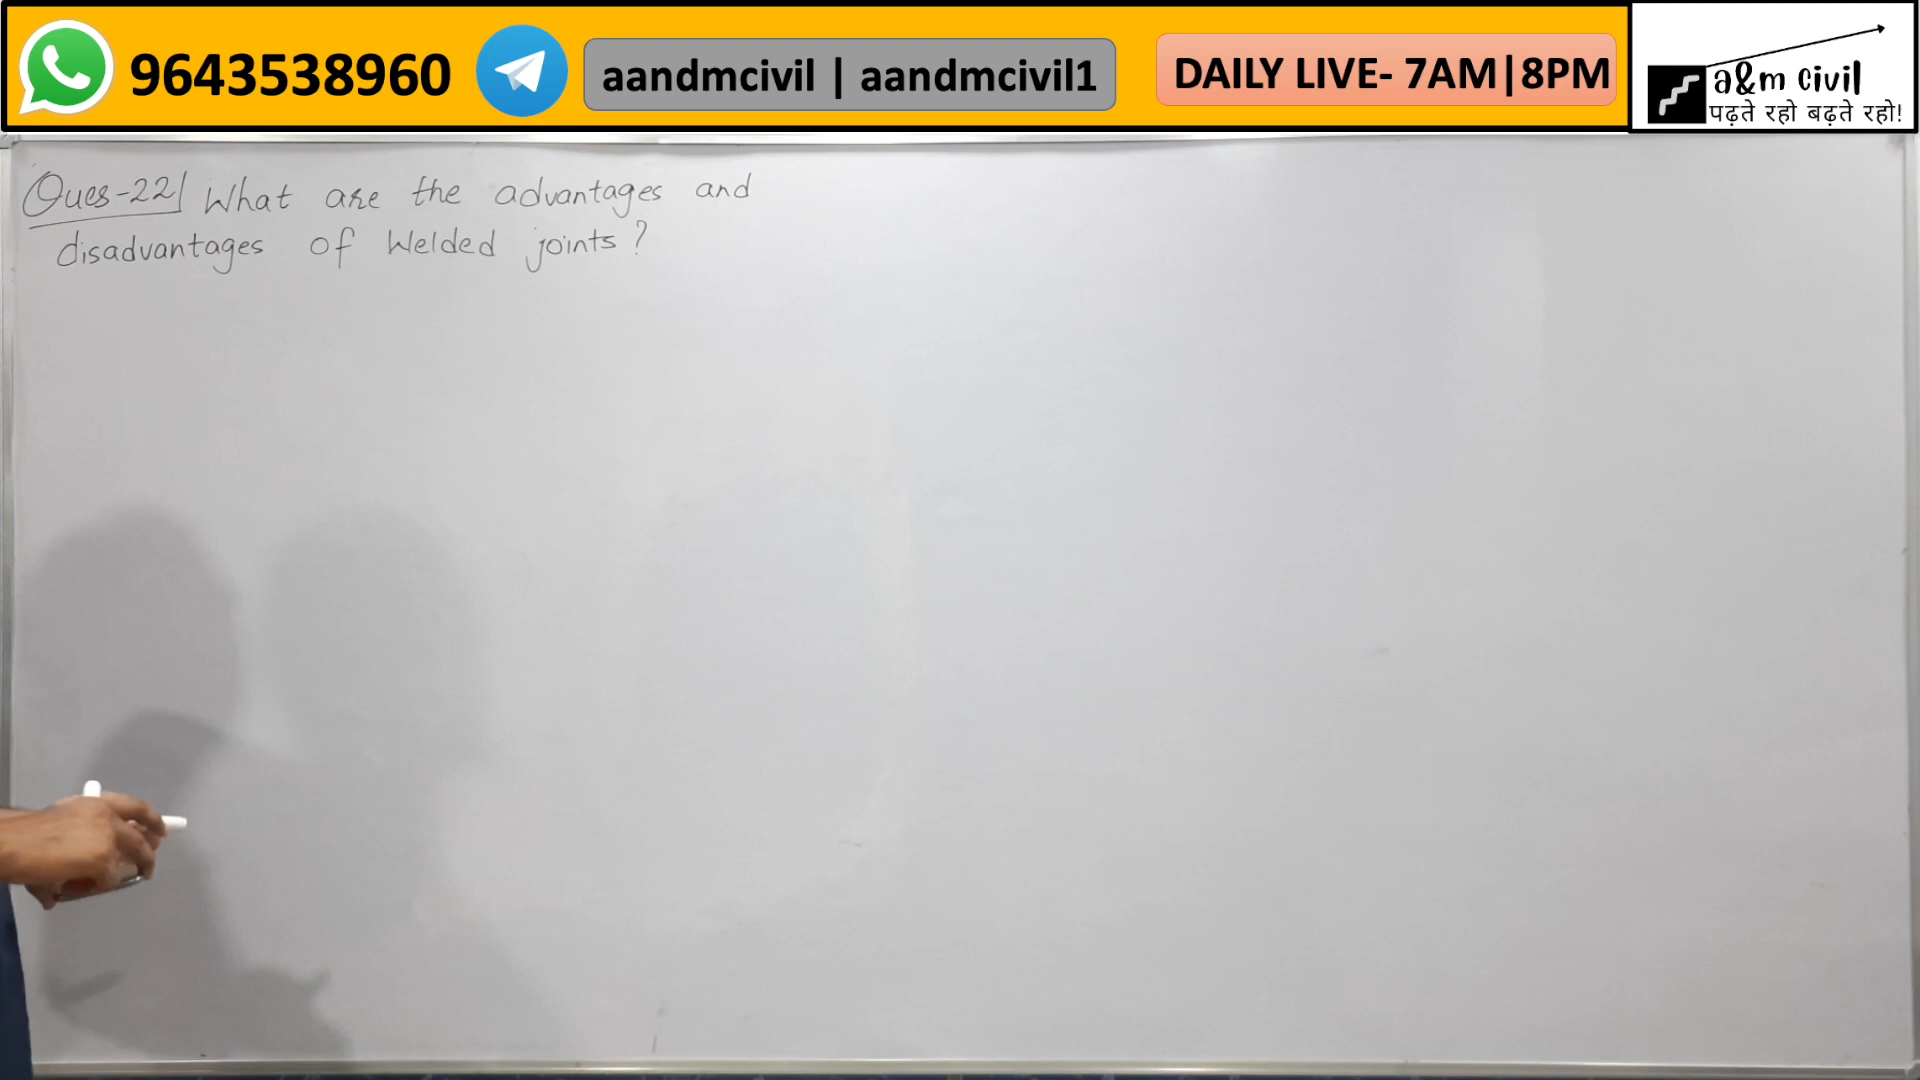 9643538960
aandmcivil | aandmcivil1
DAILY LIVE- 7AM|8PM
a&m civil
पढ़ते रहो बढ़ते रहो!
Ques-22| What are the advantages and
disadvantages of Welded joints?